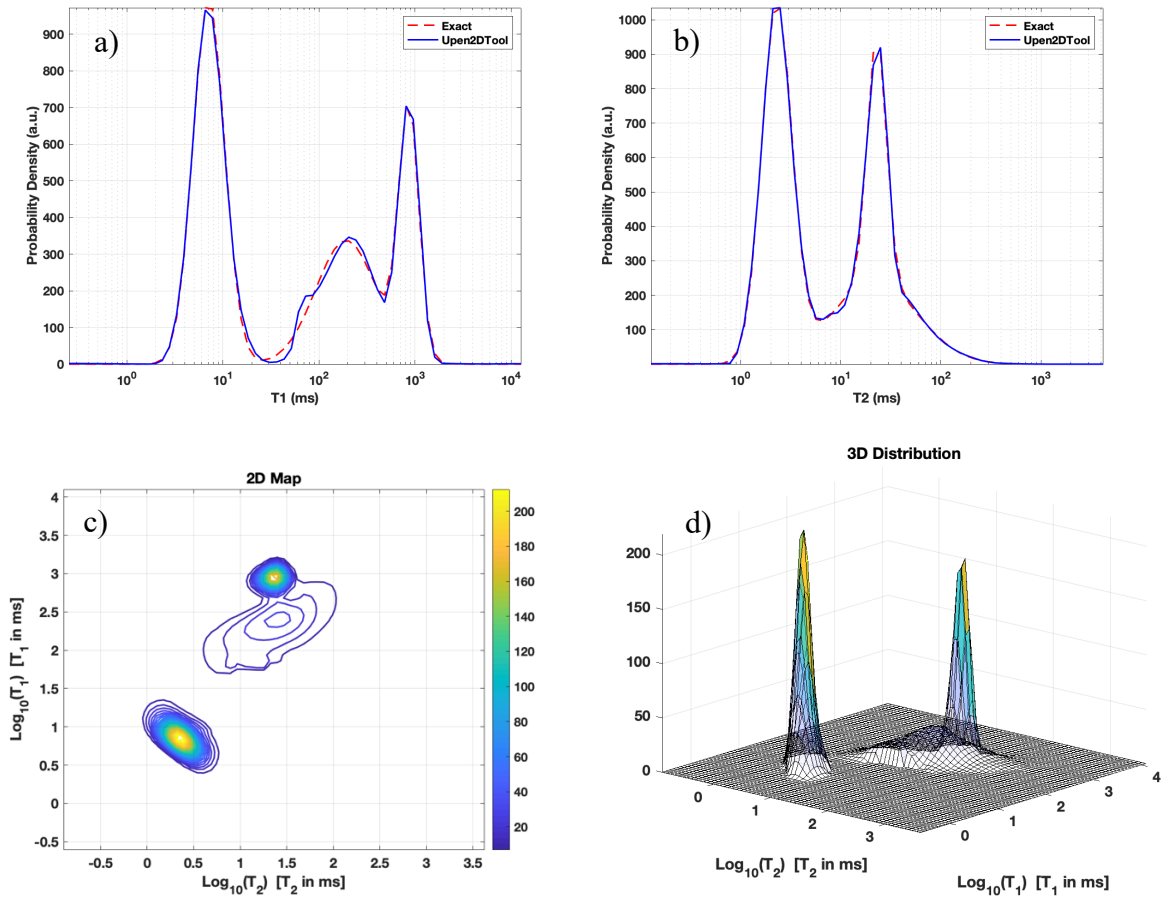 a)
Exact
Upen2DTool
900
800
700
600
500
400
300
200
100
0
Probability Density (a.u.)
10^0 10^1 10^2 10^3 10^4
T1 (ms)
b)
Exact
Upen2DTool
1000
900
800
700
600
500
400
300
200
100
Probability Density (a.u.)
10^0 10^1 10^2 10^3
T2 (ms)
2D Map
c)
4
3.5
3
2.5
2
1.5
1
0.5
0
-0.5
Log10(T1) [T1 in ms]
-0.5 0 0.5 1 1.5 2 2.5 3 3.5
Log10(T2) [T2 in ms]
200
180
160
140
120
100
80
60
40
20
3D Distribution
d)
200
150
100
50
0
0 1 2 3
Log10(T2) [T2 in ms]
0 1 2 3 4
Log10(T1) [T1 in ms]